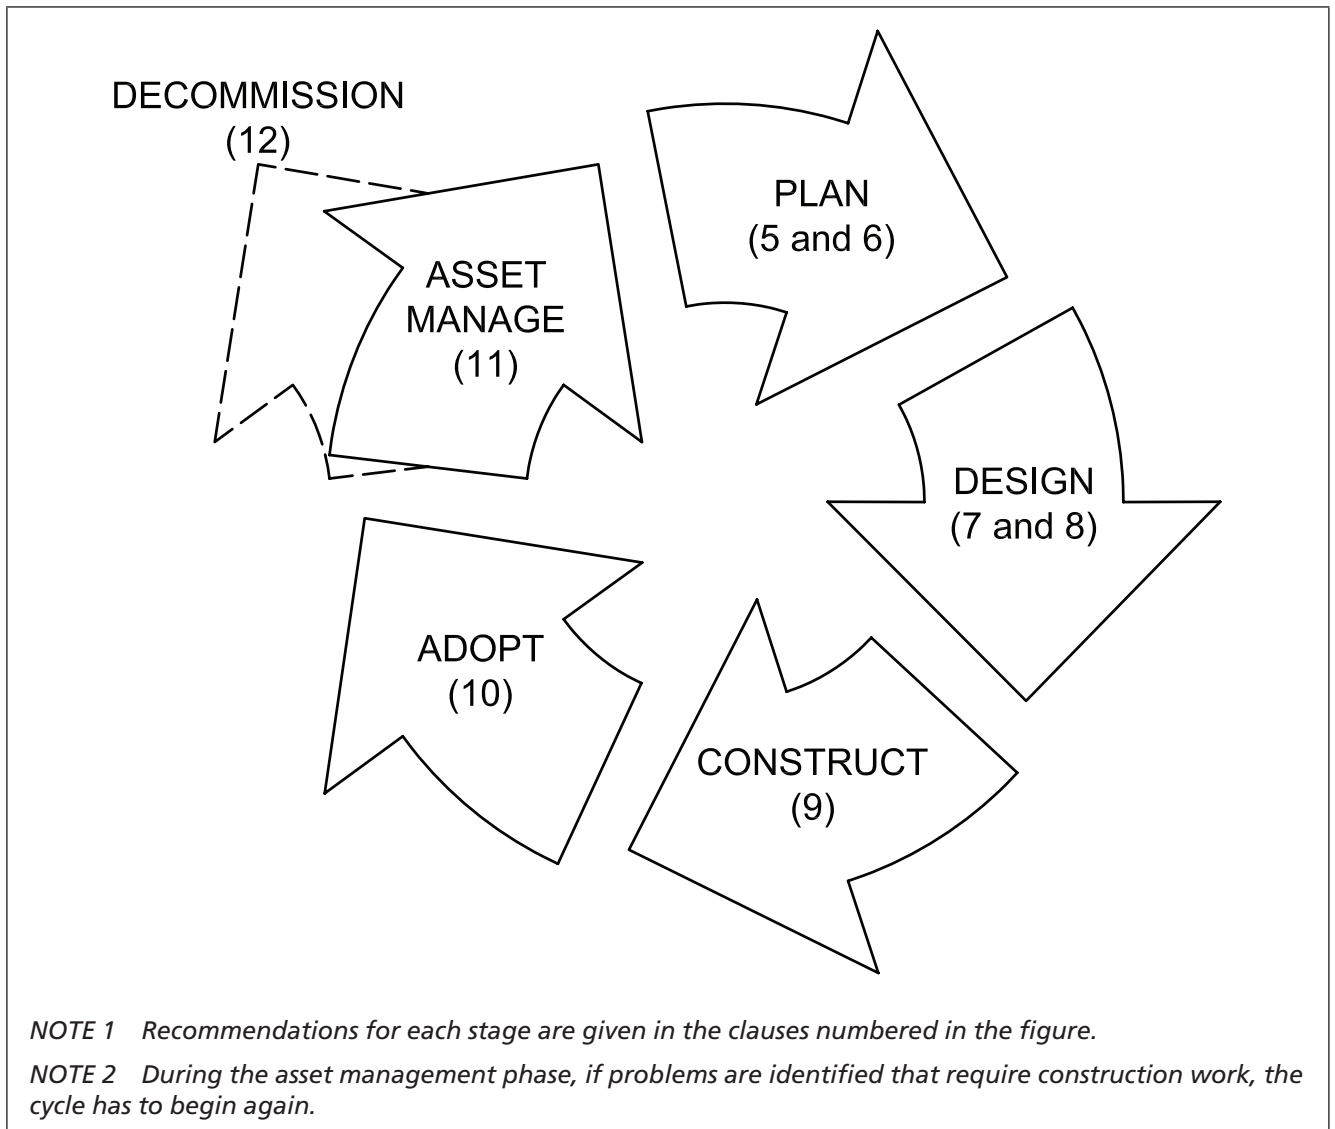 DECOMMISSION
(12)
PLAN
(5 and 6)
ASSET
MANAGE
(11)
DESIGN
(7 and 8)
ADOPT
(10)
CONSTRUCT
(9)
NOTE 1 Recommendations for each stage are given in the clauses numbered in the figure.
NOTE 2 During the asset management phase, if problems are identified that require construction work, the
cycle has to begin again.